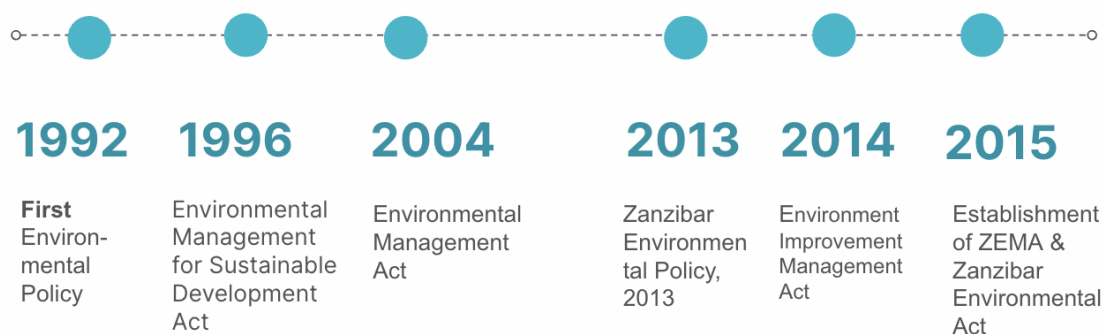 1992
1996
2004
2013
2014
2015
First
Environ-
mental
Policy
Environmental
Management
for Sustainable
Development
Act
Environmental
Management
Act
Zanzibar
Environmen
tal Policy,
2013
Environment
Improvement
Management
Act
Establishment
of ZEMA &
Zanzibar
Environmental
Act